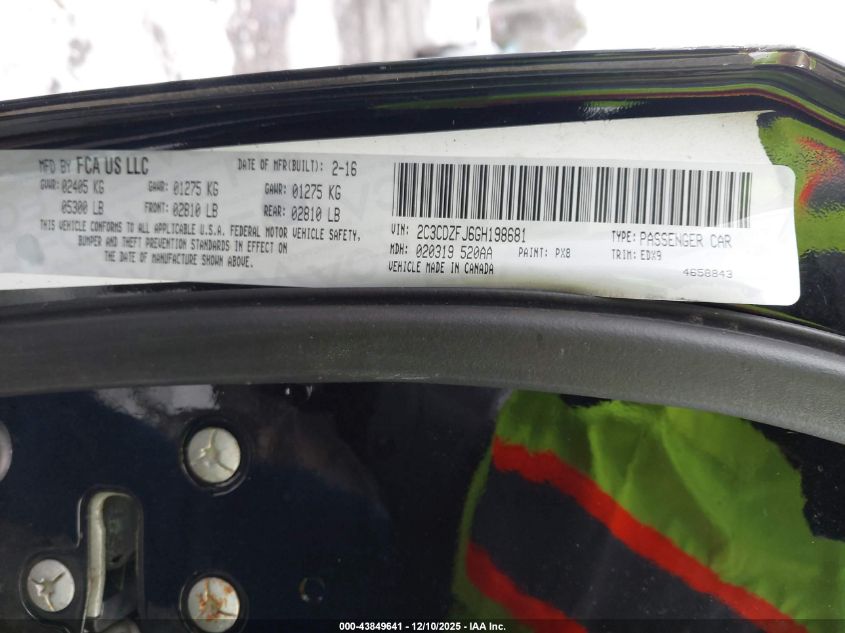 MFD BY FCA US LLC DATE OF MFR(BUILT): 2-16
GVWR: 02405 KG GAWR: 01275 KG GAWR: 01275 KG
05300 LB FRONT: 02810 LB REAR: 02810 LB
THIS VEHICLE CONFORMS TO ALL APPLICABLE U.S.A. FEDERAL MOTOR VEHICLE SAFETY,
BUMPER AND THEFT PREVENTION STANDARDS IN EFFECT ON
THE DATE OF MANUFACTURE SHOWN ABOVE.
VIN: 2C3CDZFJ6GH198681 TYPE: PASSENGER CAR
MDH: 020319 520AA PAINT: PX8 TRIM: EDX9
VEHICLE MADE IN CANADA 4658843
000-43849641 - 12/10/2025 - IAA Inc.